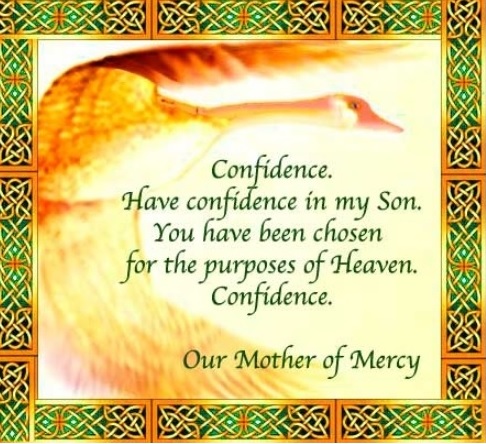 Confidence.
Have confidence in my Son.
You have been chosen
for the purposes of Heaven.
Confidence.
Our Mother of Mercy